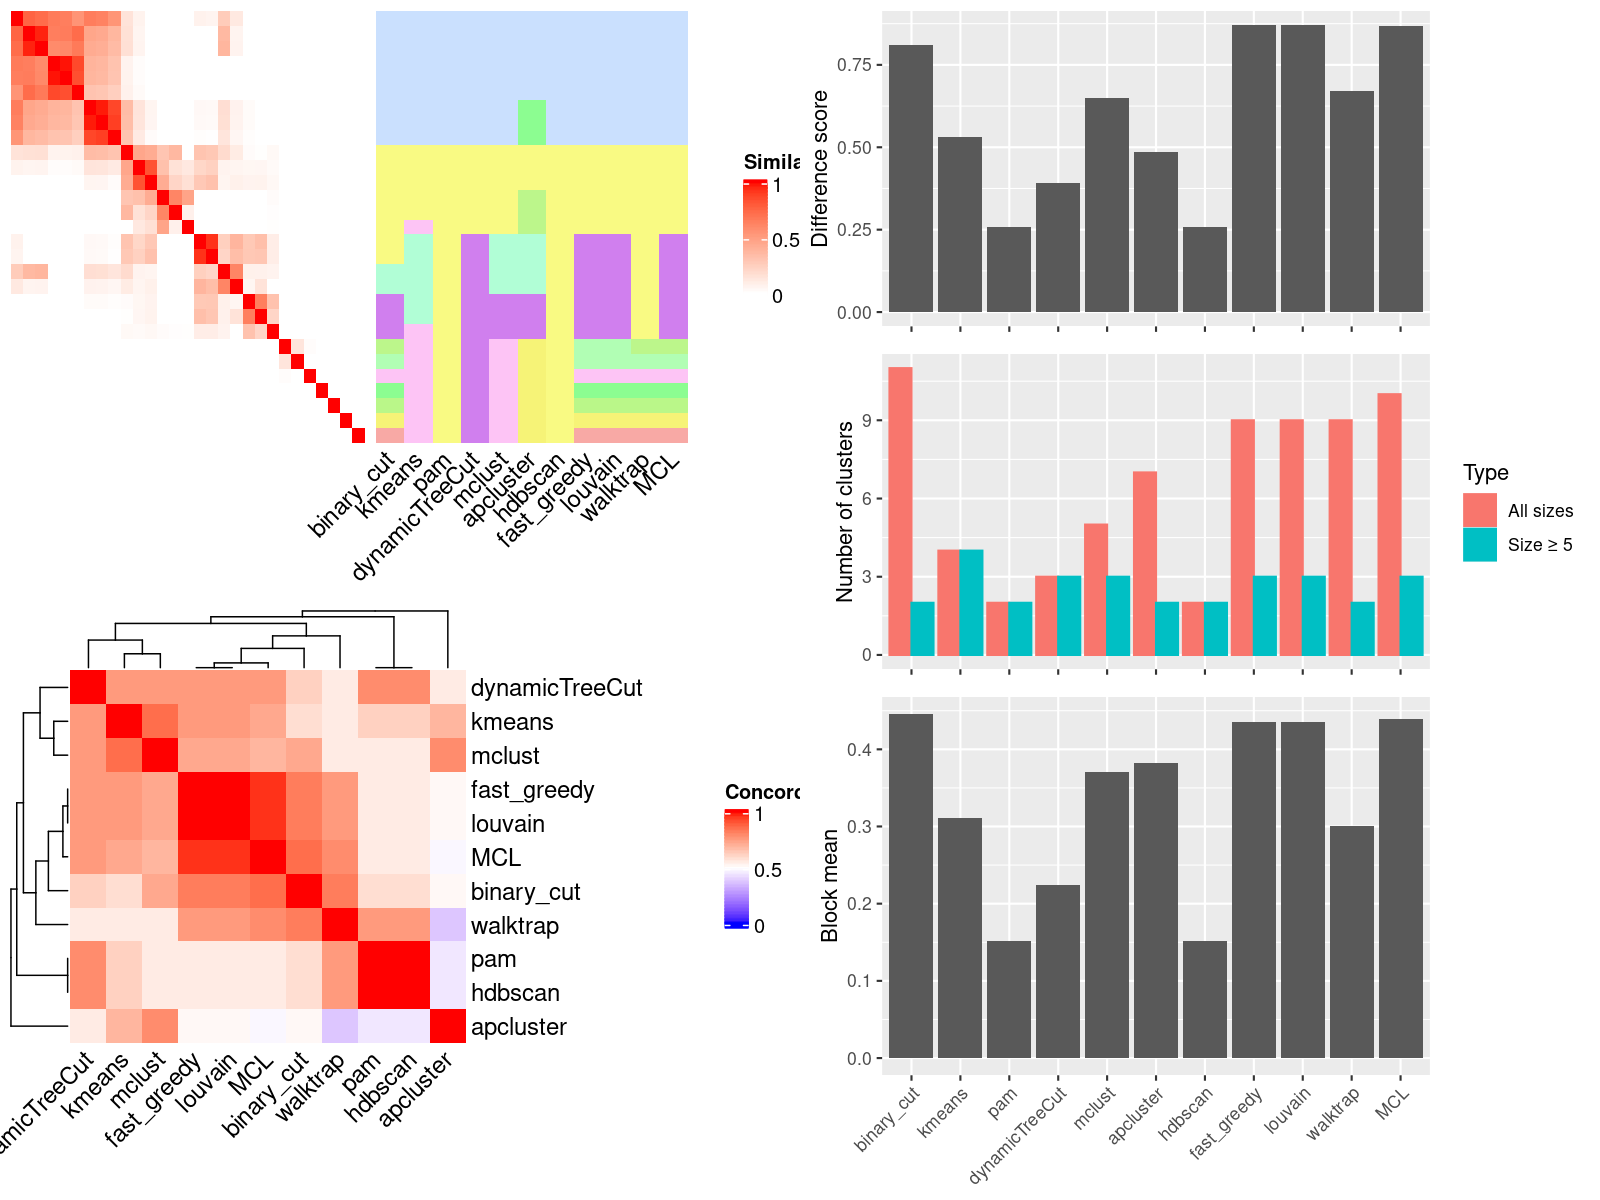 Simila
1
0.5
0
binary_cut
kmeans
pam
dynamicTreeCut
mclust
apcluster
hdbscan
fast_greedy
louvain
walktrap
MCL
dynamicTreeCut
kmeans
mclust
fast_greedy
louvain
MCL
binary_cut
walktrap
pam
hdbscan
apcluster
Concord
1
0.5
0
amicTreeCut
kmeans
mclust
fast_greedy
louvain
MCL
binary_cut
walktrap
pam
hdbscan
apcluster
Difference score
0.75
0.50
0.25
0.00
Number of clusters
9
6
3
0
Type
All sizes
Size ≥ 5
Block mean
0.4
0.3
0.2
0.1
0.0
binary_cut
kmeans
pam
dynamicTreeCut
mclust
apcluster
hdbscan
fast_greedy
louvain
walktrap
MCL